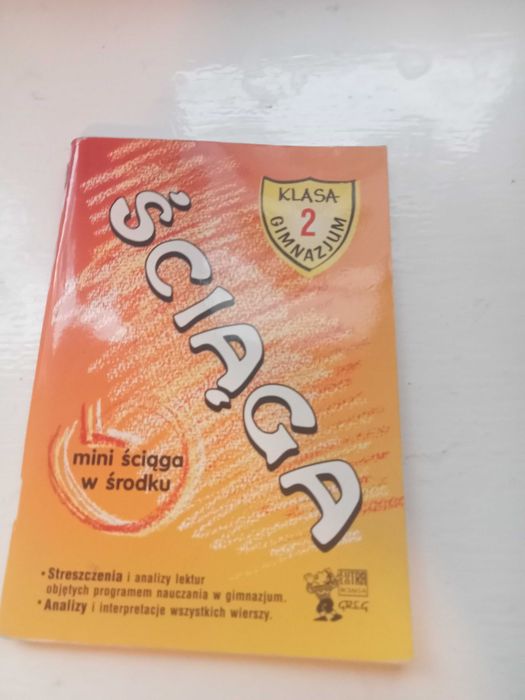 KLASA
2
GIMNAZJUM
ŚCIĄGA
mini ściąga
w środku
• Streszczenia i analizy lektur
objętych programem nauczania w gimnazjum.
• Analizy i interpretacje wszystkich wierszy.
EXTRA
GREG